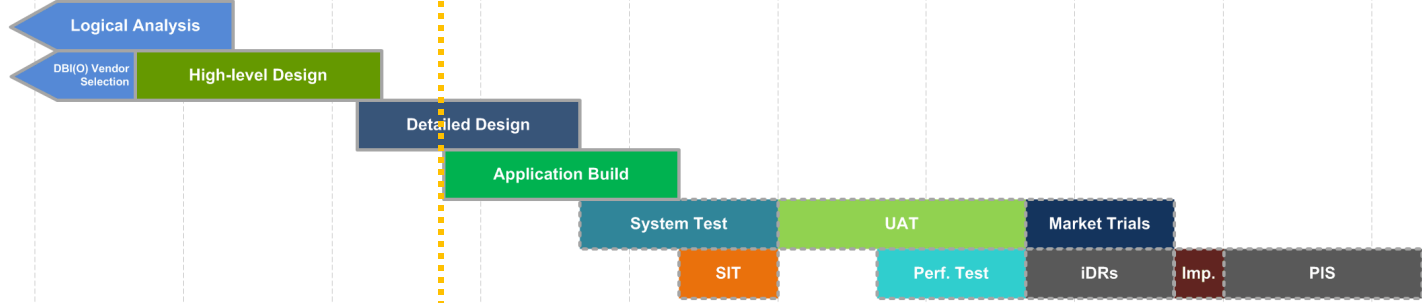 Logical Analysis
DBI(O) Vendor
Selection
High-level Design
Detailed Design
Application Build
System Test
UAT
Market Trials
SIT
Perf. Test
iDRs
Imp.
PIS